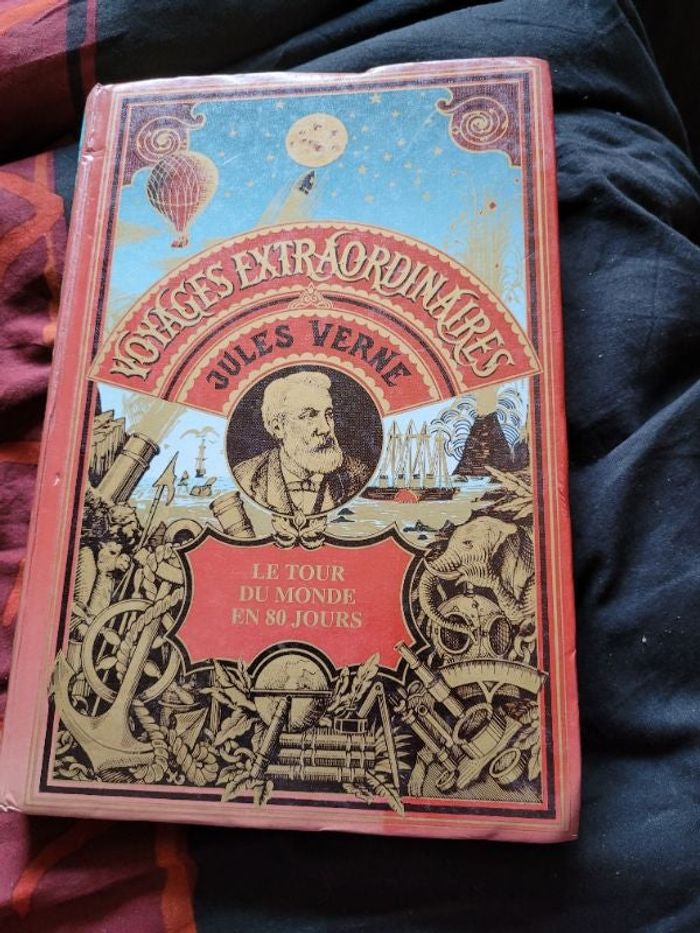 VOYAGES EXTRAORDINAIRES
JULES VERNE
LE TOUR
DU MONDE
EN 80 JOURS